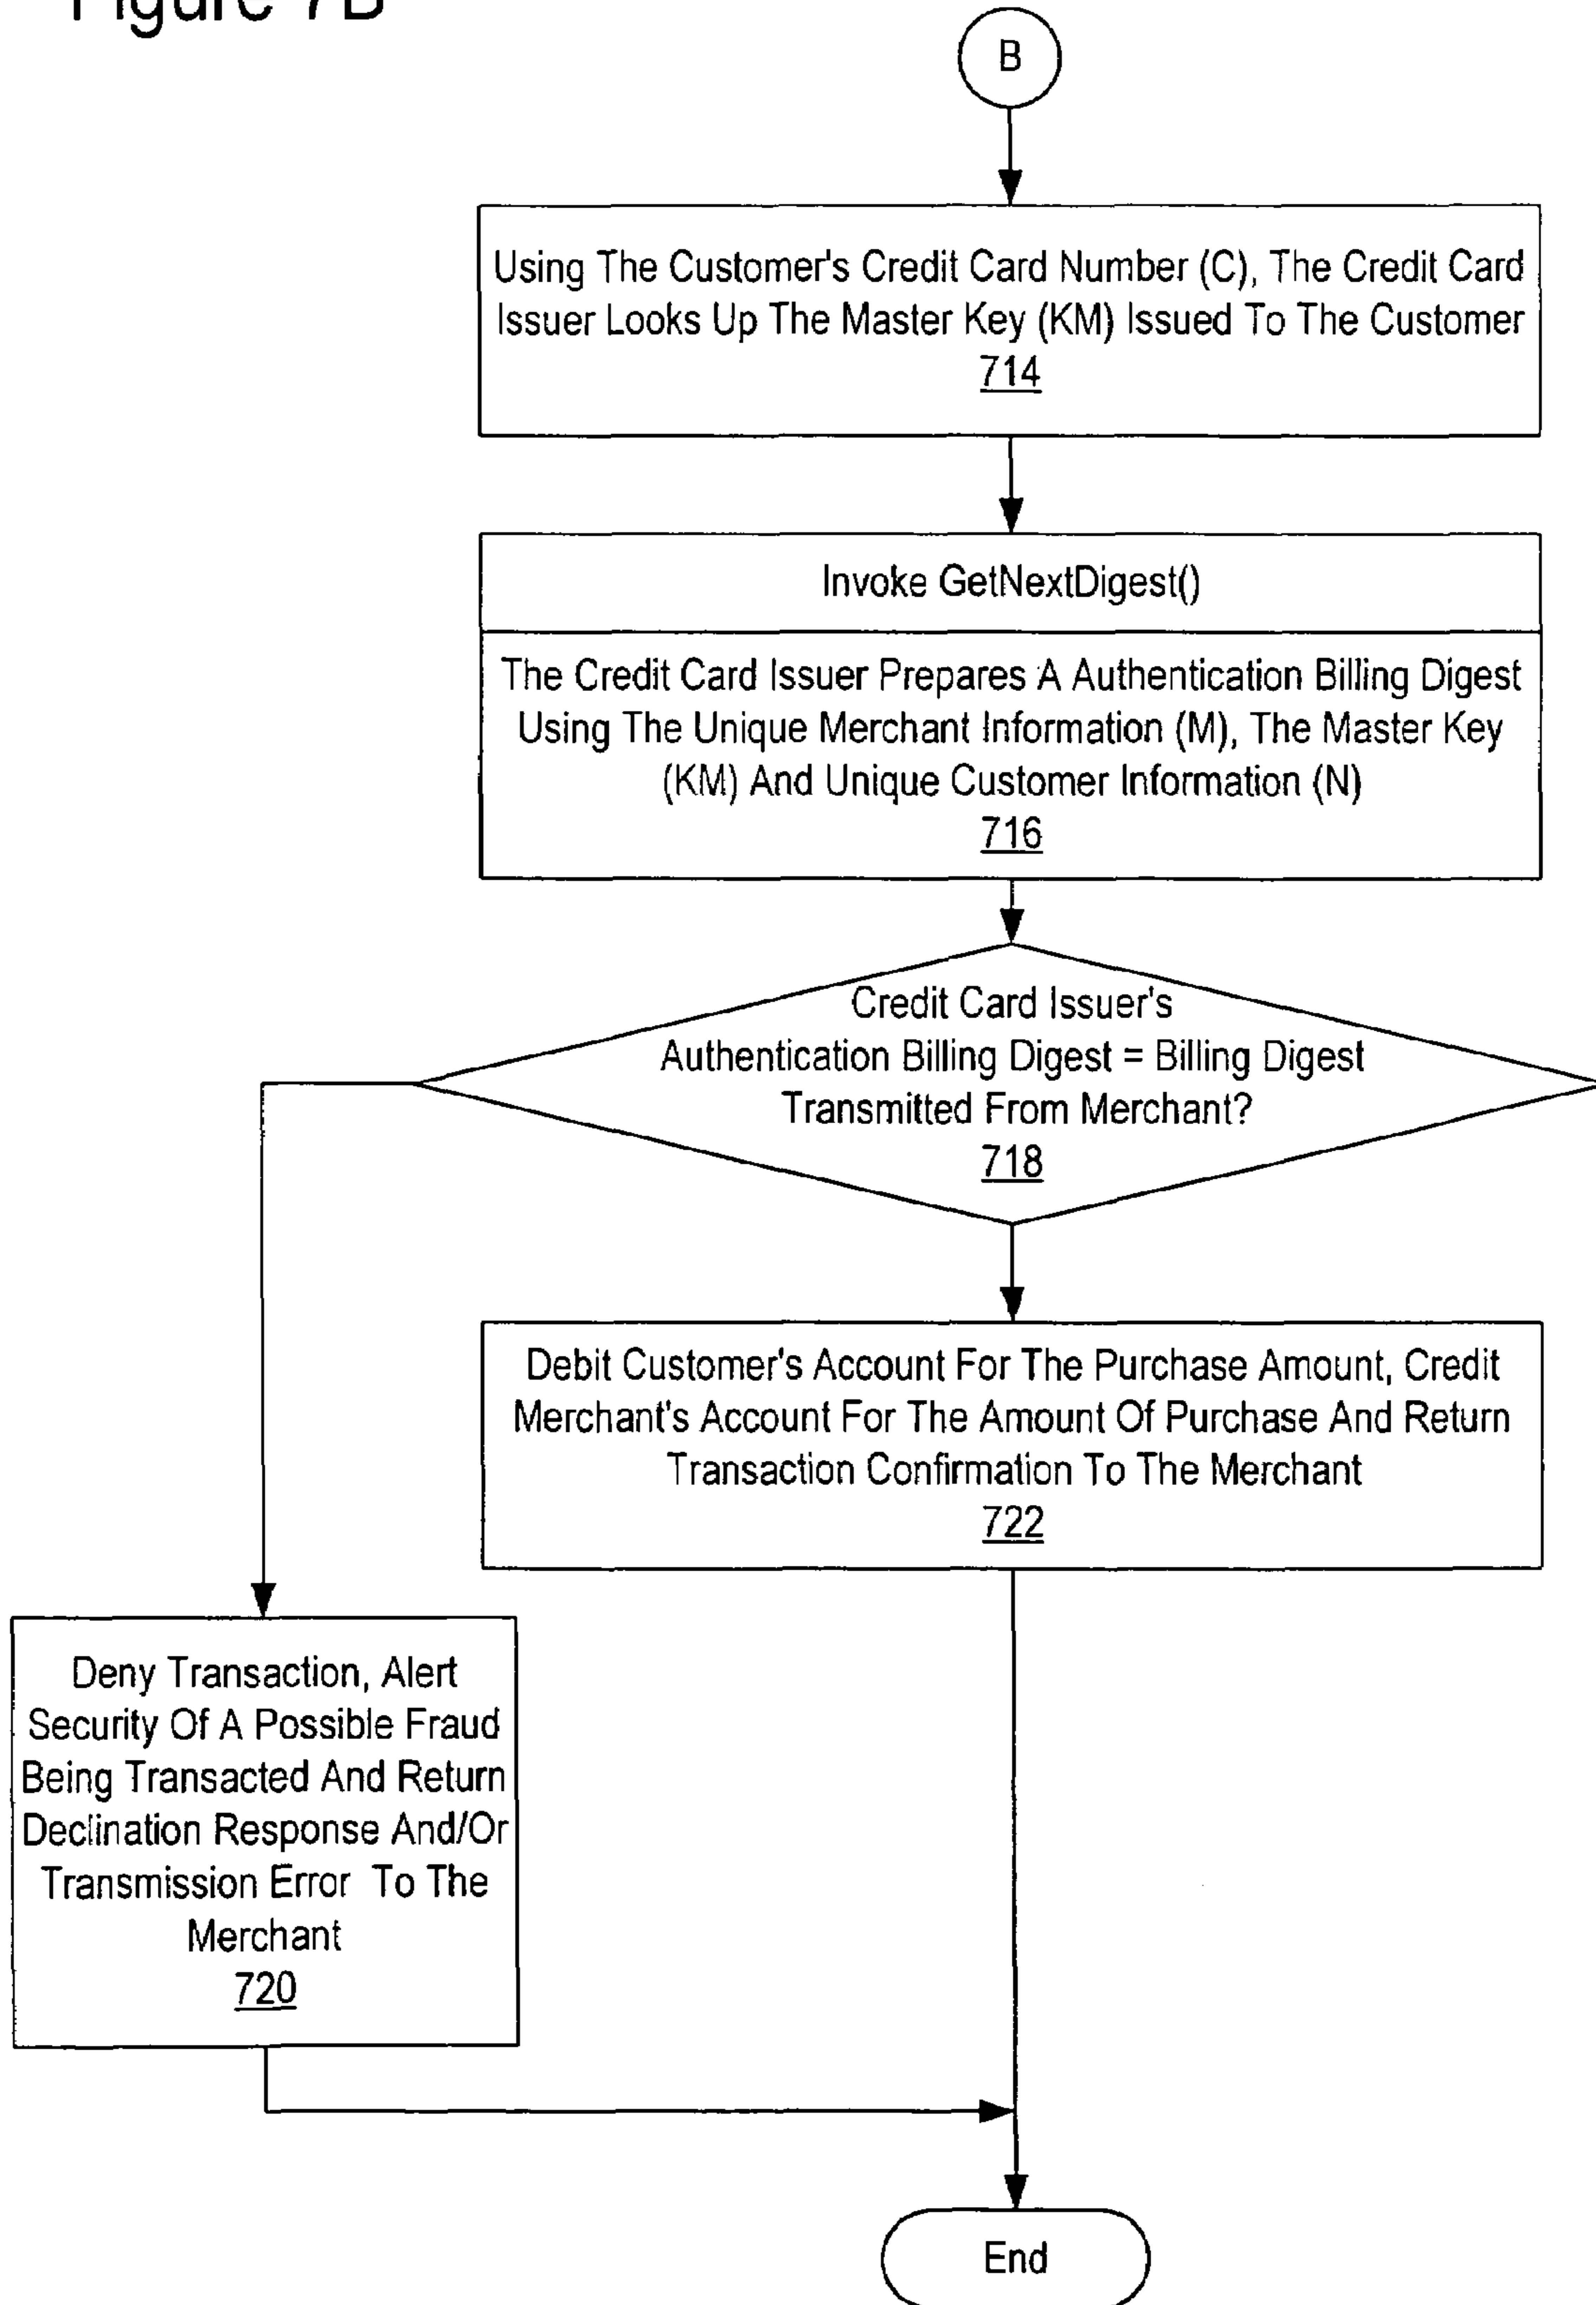 Figure 7B
B
Using The Customer's Credit Card Number (C), The Credit Card
Issuer Looks Up The Master Key (KM) Issued To The Customer
714
Invoke GetNextDigest()
The Credit Card Issuer Prepares A Authentication Billing Digest
Using The Unique Merchant Information (M), The Master Key
(KM) And Unique Customer Information (N)
716
Credit Card Issuer's
Authentication Billing Digest = Billing Digest
Transmitted From Merchant?
718
Debit Customer's Account For The Purchase Amount, Credit
Merchant's Account For The Amount Of Purchase And Return
Transaction Confirmation To The Merchant
722
Deny Transaction, Alert
Security Of A Possible Fraud
Being Transacted And Return
Declination Response And/Or
Transmission Error To The
Merchant
720
End